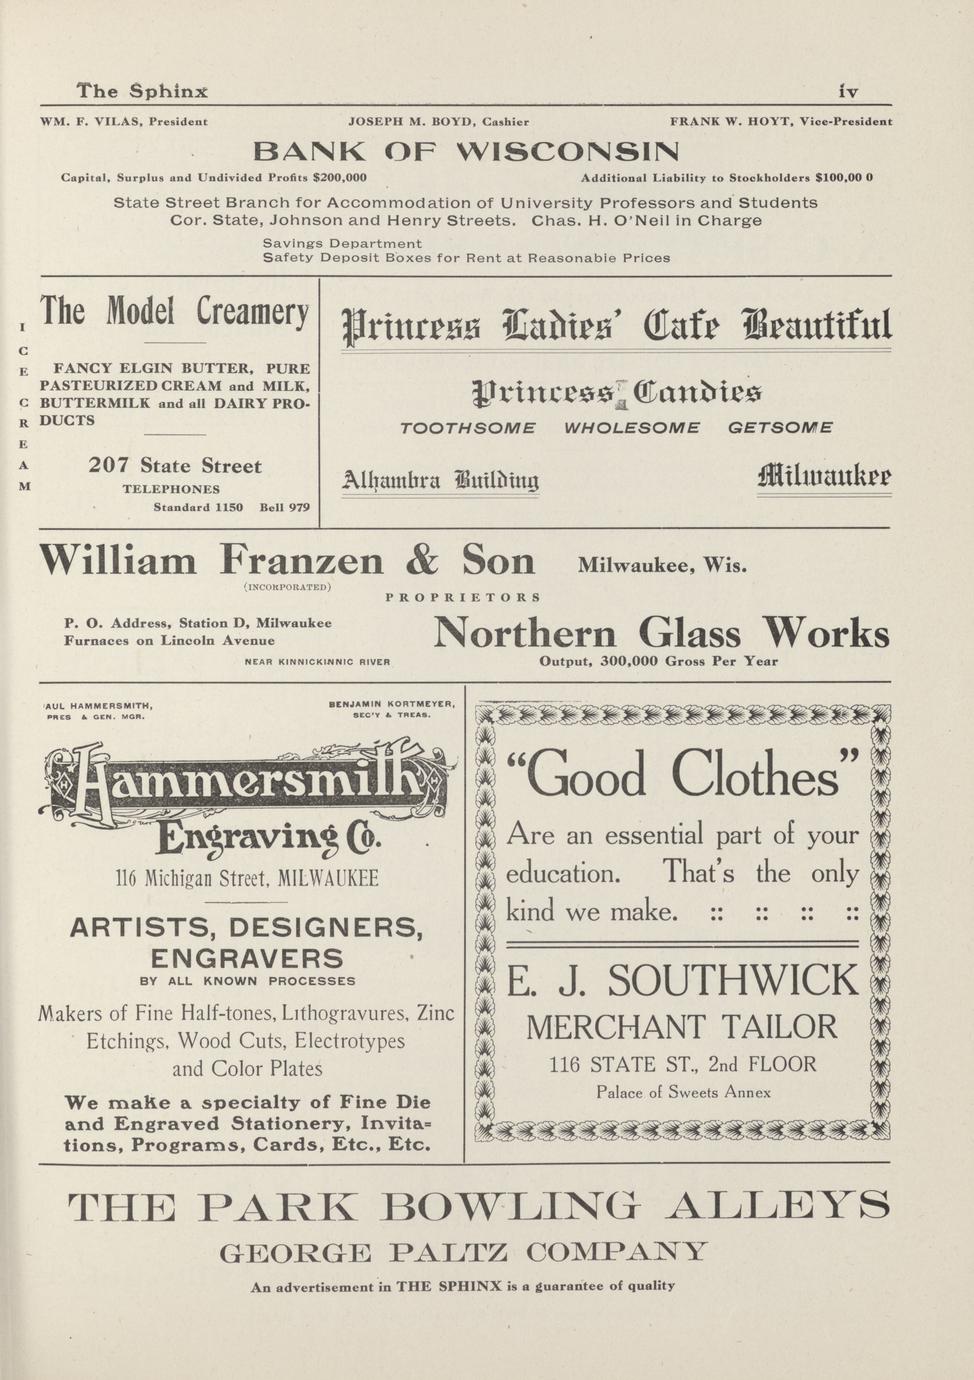 The Sphinx iv
WM. F. VILAS, President JOSEPH M. BOYD, Cashier FRANK W. HOYT, Vice-President
BANK OF WISCONSIN
Capital, Surplus and Undivided Profits $200,000 Additional Liability to Stockholders $100,00 0
State Street Branch for Accommodation of University Professors and Students
Cor. State, Johnson and Henry Streets. Chas. H. O'Neil in Charge
Savings Department
Safety Deposit Boxes for Rent at Reasonable Prices
ICE CREAM
The Model Creamery
FANCY ELGIN BUTTER, PURE
PASTEURIZED CREAM and MILK,
BUTTERMILK and all DAIRY PRO-
DUCTS
207 State Street
TELEPHONES
Standard 1150 Bell 979
Princess Ladies' Cafe Beautiful
Princess Candies
TOOTHSOME WHOLESOME GETSOME
Alhambra Building Milwaukee
William Franzen & Son Milwaukee, Wis.
(INCORPORATED)
PROPRIETORS
P. O. Address, Station D, Milwaukee
Furnaces on Lincoln Avenue
NEAR KINNICKINNIC RIVER
Northern Glass Works
Output, 300,000 Gross Per Year
AUL HAMMERSMITH, BENJAMIN KORTMEYER,
PRES & GEN. MGR. SEC'Y & TREAS.
Hammersmith
Engraving Co.
116 Michigan Street, MILWAUKEE
ARTISTS, DESIGNERS,
ENGRAVERS
BY ALL KNOWN PROCESSES
Makers of Fine Half-tones, Lithogravures, Zinc
Etchings, Wood Cuts, Electrotypes
and Color Plates
We make a specialty of Fine Die
and Engraved Stationery, Invita=
tions, Programs, Cards, Etc., Etc.
"Good Clothes"
Are an essential part of your
education. That's the only
kind we make. :: :: :: ::
E. J. SOUTHWICK
MERCHANT TAILOR
116 STATE ST., 2nd FLOOR
Palace of Sweets Annex
THE PARK BOWLING ALLEYS
GEORGE PALTZ COMPANY
An advertisement in THE SPHINX is a guarantee of quality